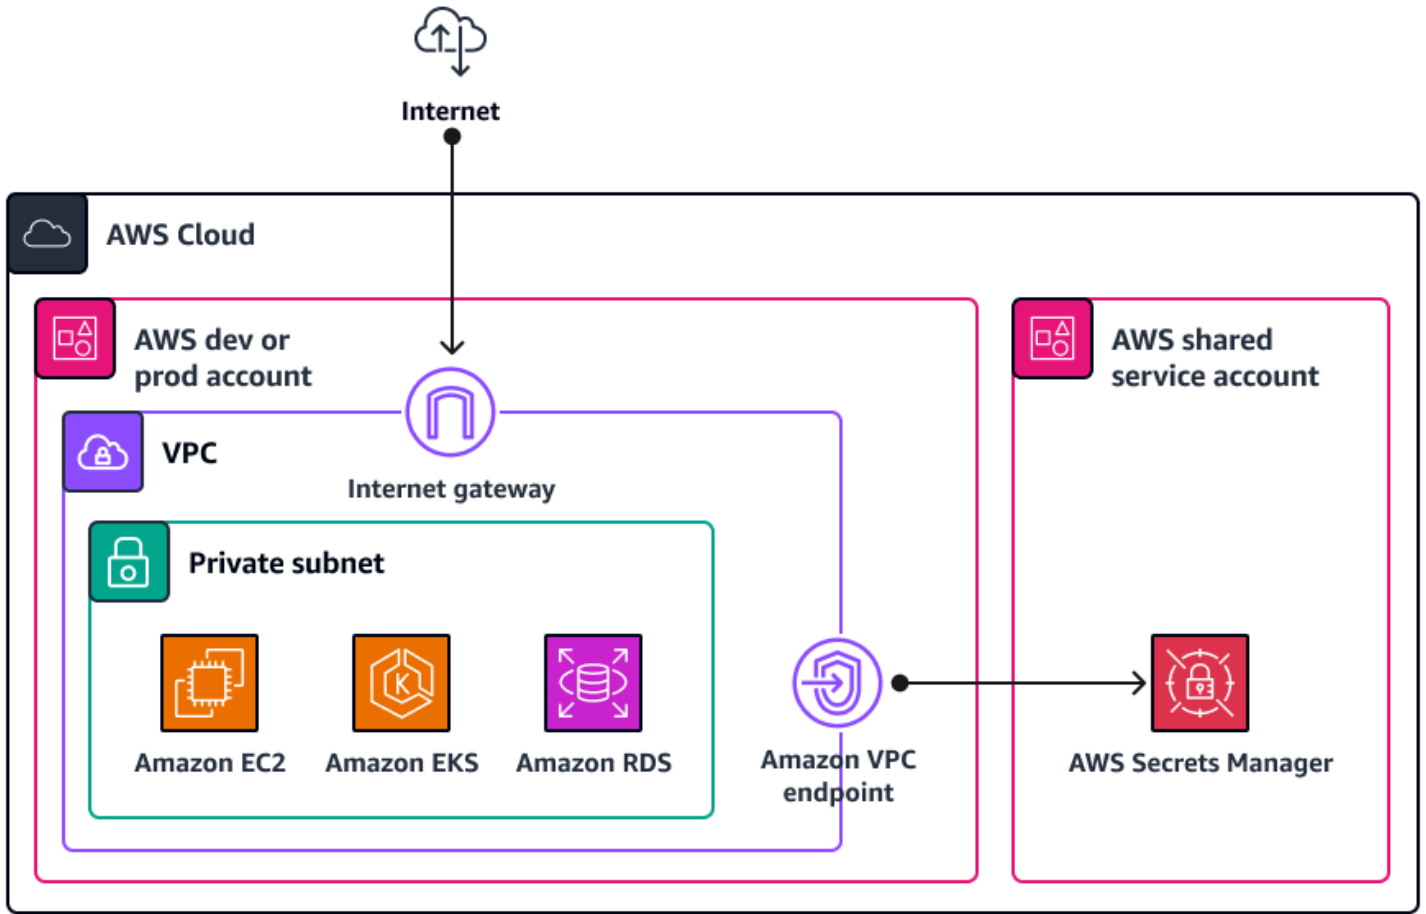 Internet
AWS Cloud
AWS dev or
prod account
AWS shared
service account
VPC
Internet gateway
Private subnet
Amazon EC2
Amazon EKS
Amazon RDS
Amazon VPC
endpoint
AWS Secrets Manager